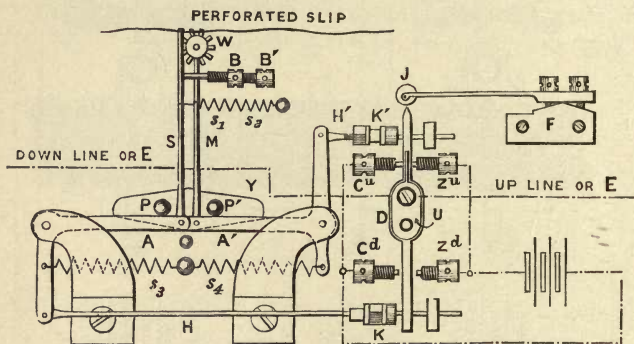 PERFORATED SLIP
W
B B′
J
S₁ S₂
H′ K′
S M
F
DOWN LINE OR E
Cᵘ Zᵘ
Y
UP LINE OR E
P P′
D U
A A′
Cᵈ Zᵈ
S₃ S₄
H
K